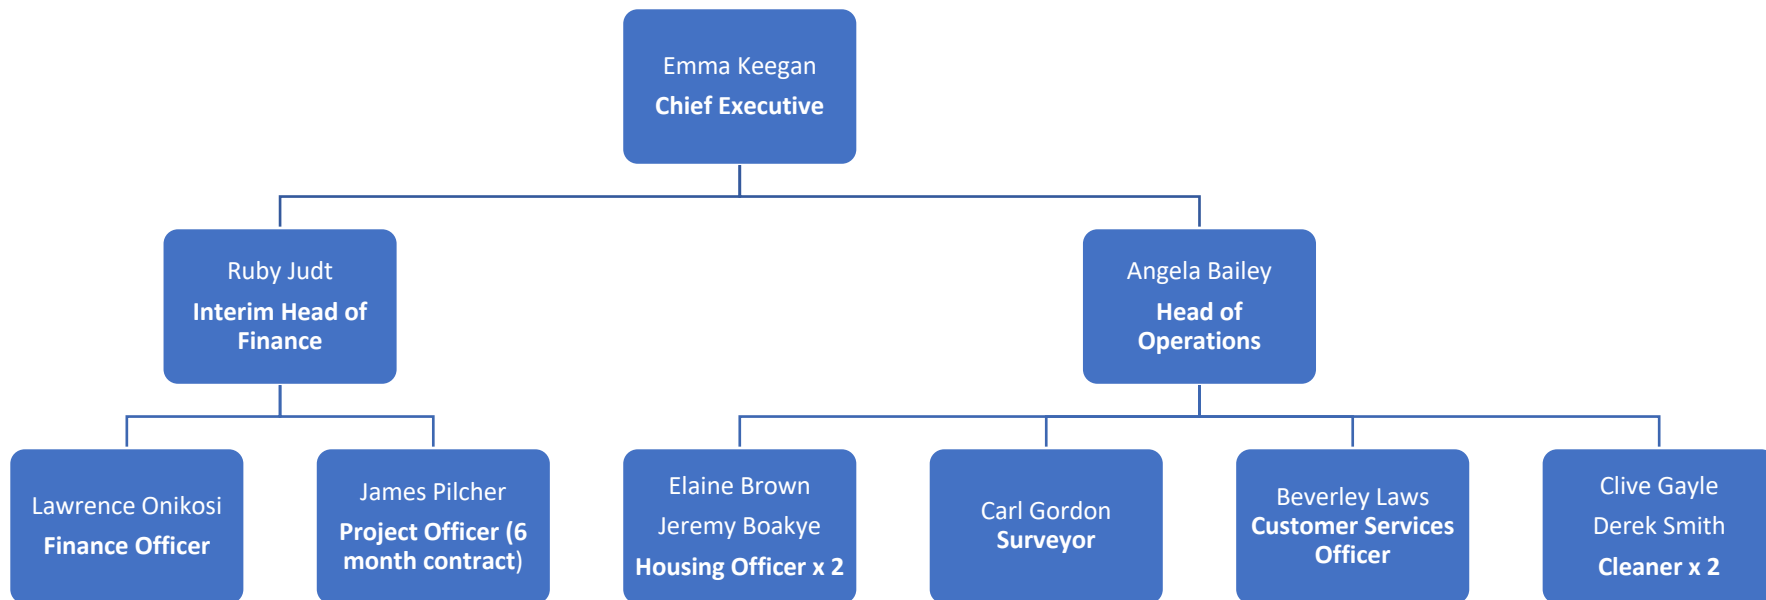 Emma Keegan
Chief Executive
Ruby Judt
Interim Head of
Finance
Angela Bailey
Head of
Operations
Lawrence Onikosi
Finance Officer
James Pilcher
Project Officer (6
month contract)
Elaine Brown
Jeremy Boakye
Housing Officer x 2
Carl Gordon
Surveyor
Beverley Laws
Customer Services
Officer
Clive Gayle
Derek Smith
Cleaner x 2